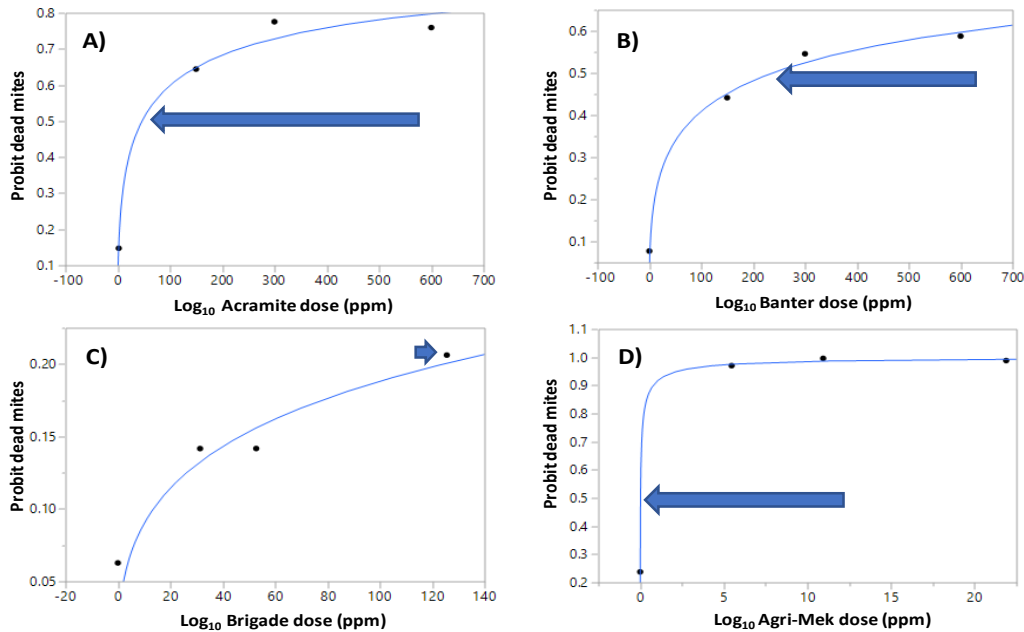 A)
Probit dead mites
0.8
0.7
0.6
0.5
0.4
0.3
0.2
0.1
-100 0 100 200 300 400 500 600 700
Log10 Acramite dose (ppm)
B)
Probit dead mites
0.6
0.5
0.4
0.3
0.2
0.1
-100 0 100 200 300 400 500 600 700
Log10 Banter dose (ppm)
C)
Probit dead mites
0.20
0.15
0.10
0.05
-20 0 20 40 60 80 100 120 140
Log10 Brigade dose (ppm)
D)
Probit dead mites
1.1
1.0
0.9
0.8
0.7
0.6
0.5
0.4
0.3
0.2
0 5 10 15 20
Log10 Agri-Mek dose (ppm)